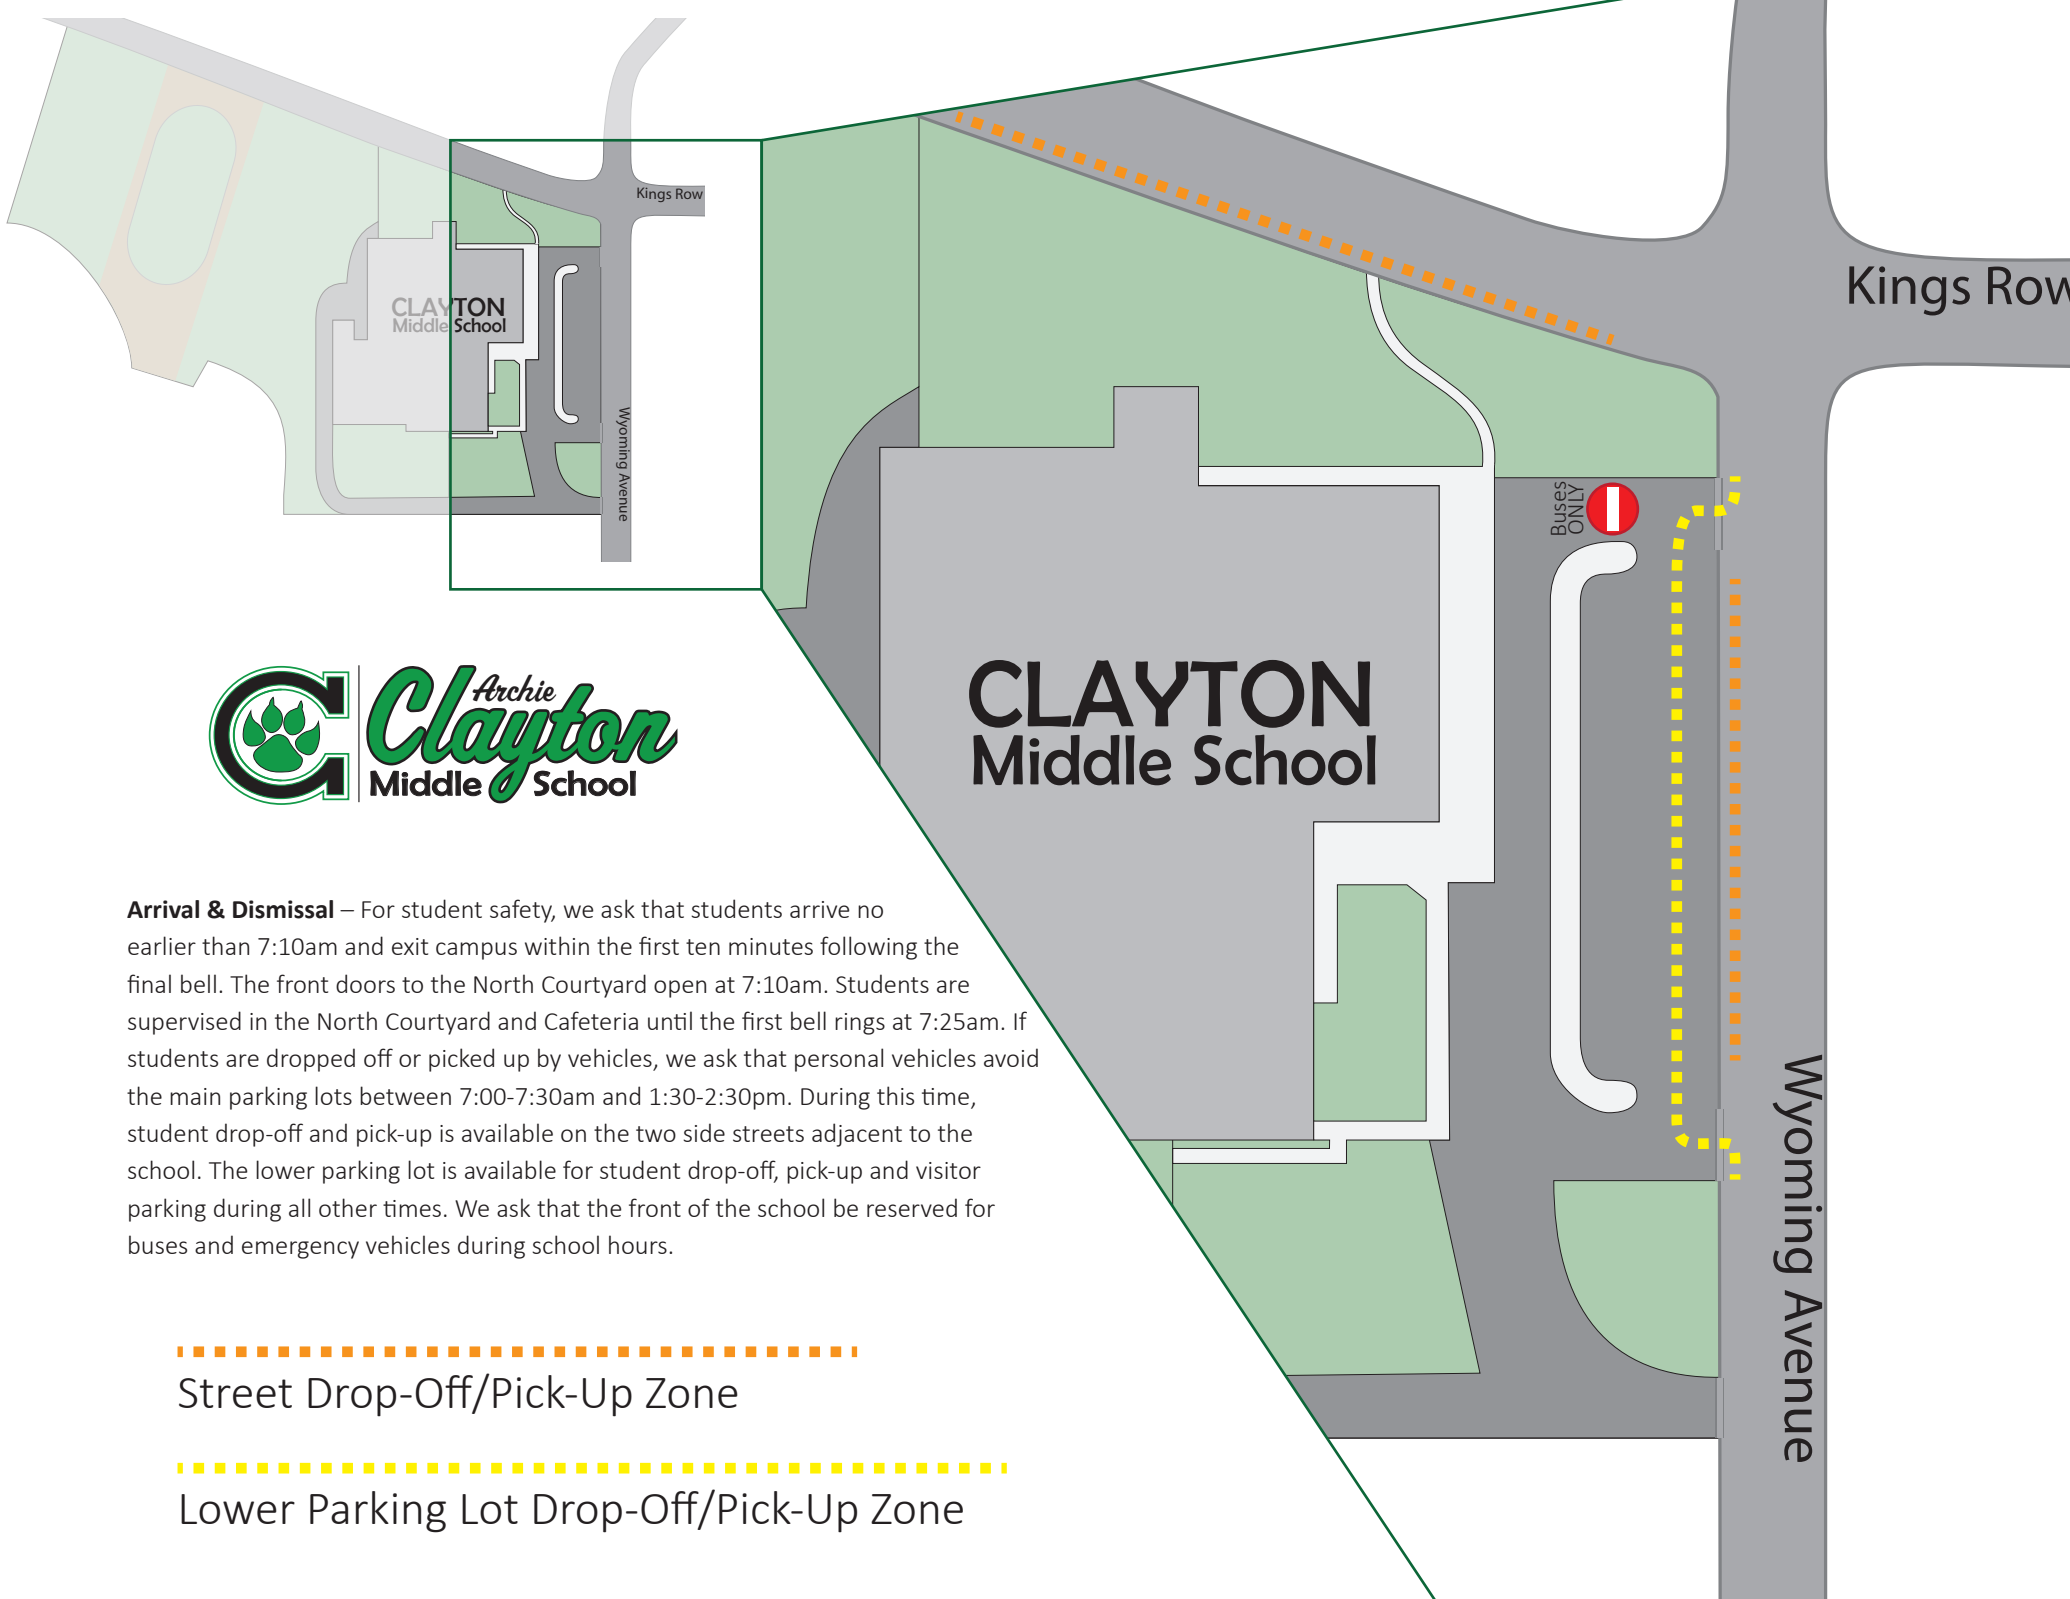 Kings Row
CLAYTON
Middle School
Wyoming Avenue
Kings Row
Buses
ONLY
CLAYTON
Middle School
Wyoming Avenue
C
Archie
Clayton
Middle School
Arrival & Dismissal – For student safety, we ask that students arrive no
earlier than 7:10am and exit campus within the first ten minutes following the
final bell. The front doors to the North Courtyard open at 7:10am. Students are
supervised in the North Courtyard and Cafeteria until the first bell rings at 7:25am. If
students are dropped off or picked up by vehicles, we ask that personal vehicles avoid
the main parking lots between 7:00-7:30am and 1:30-2:30pm. During this time,
student drop-off and pick-up is available on the two side streets adjacent to the
school. The lower parking lot is available for student drop-off, pick-up and visitor
parking during all other times. We ask that the front of the school be reserved for
buses and emergency vehicles during school hours.
Street Drop-Off/Pick-Up Zone
Lower Parking Lot Drop-Off/Pick-Up Zone